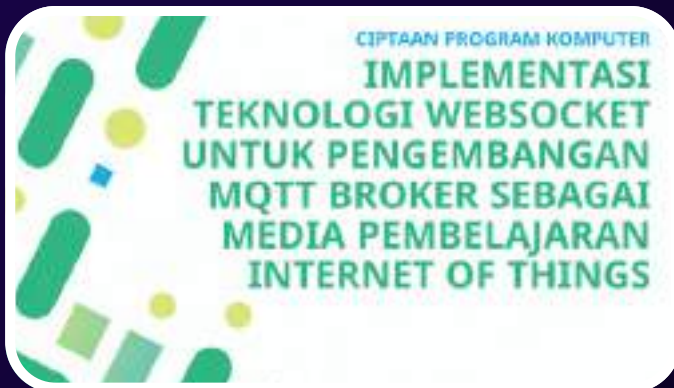 CIPTAAN PROGRAM KOMPUTER
IMPLEMENTASI
TEKNOLOGI WEBSOCKET
UNTUK PENGEMBANGAN
MQTT BROKER SEBAGAI
MEDIA PEMBELAJARAN
INTERNET OF THINGS